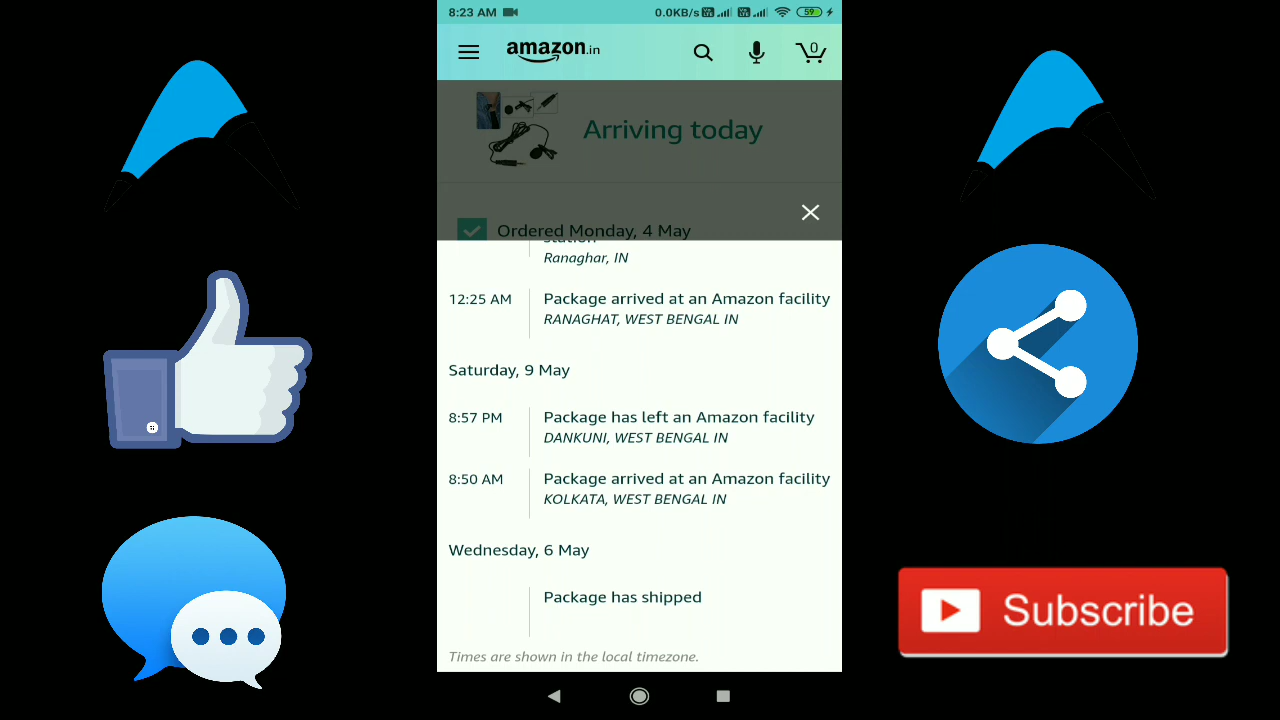 8:23 AM 0.0KB/s 59
amazon.in 0
Arriving today
Ordered Monday, 4 May
station
Ranaghar, IN
12:25 AM Package arrived at an Amazon facility
RANAGHAT, WEST BENGAL IN
Saturday, 9 May
8:57 PM Package has left an Amazon facility
DANKUNI, WEST BENGAL IN
8:50 AM Package arrived at an Amazon facility
KOLKATA, WEST BENGAL IN
Wednesday, 6 May
Package has shipped
Subscribe
Times are shown in the local timezone.